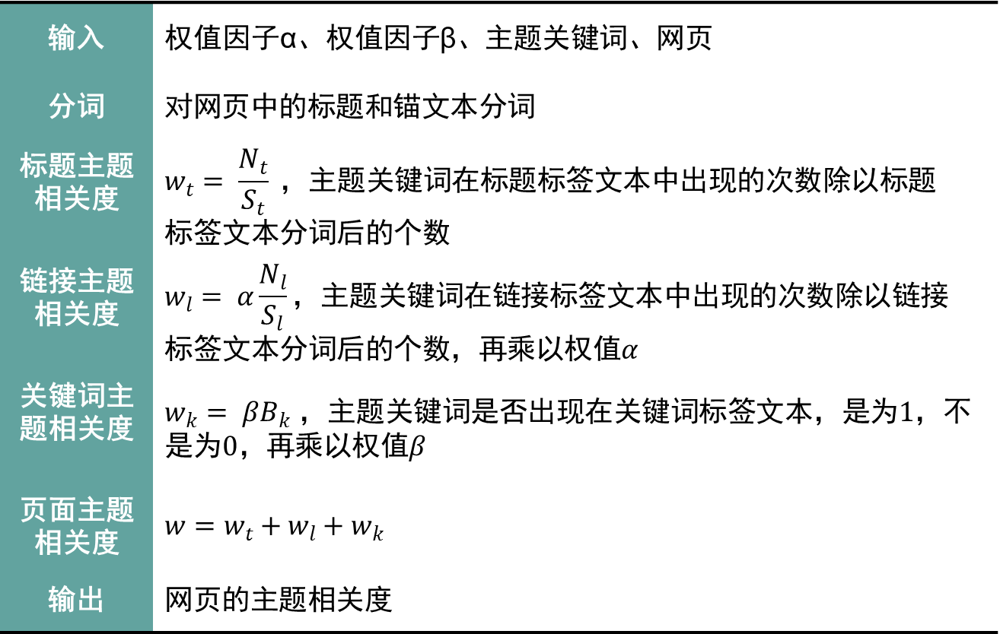 输入
权值因子α、权值因子β、主题关键词、网页
分词
对网页中的标题和锚文本分词
标题主题
相关度
w_t = N_t/S_t ，主题关键词在标题标签文本中出现的次数除以标题
标签文本分词后的个数
链接主题
相关度
w_l = α N_l/S_l，主题关键词在链接标签文本中出现的次数除以链接
标签文本分词后的个数，再乘以权值α
关键词主
题相关度
w_k = βB_k ，主题关键词是否出现在关键词标签文本，是为1，不
是为0，再乘以权值β
页面主题
相关度
w = w_t + w_l + w_k
输出
网页的主题相关度